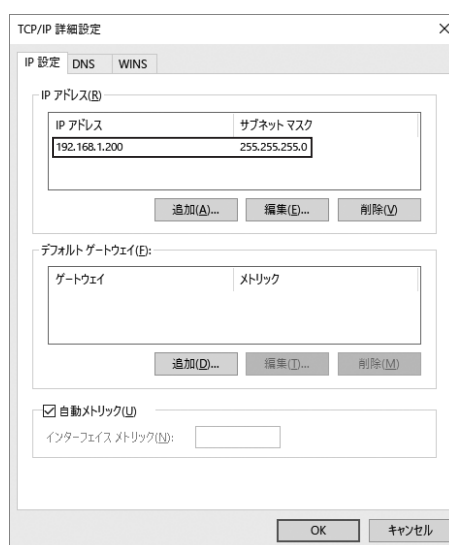 TCP/IP 詳細設定
IP 設定 DNS WINS
IP アドレス(R)
IP アドレス サブネット マスク
192.168.1.200 255.255.255.0
追加(A)... 編集(E)... 削除(V)
デフォルト ゲートウェイ(F):
ゲートウェイ メトリック
追加(D)... 編集(T)... 削除(M)
自動メトリック(U)
インターフェイス メトリック(N):
OK キャンセル